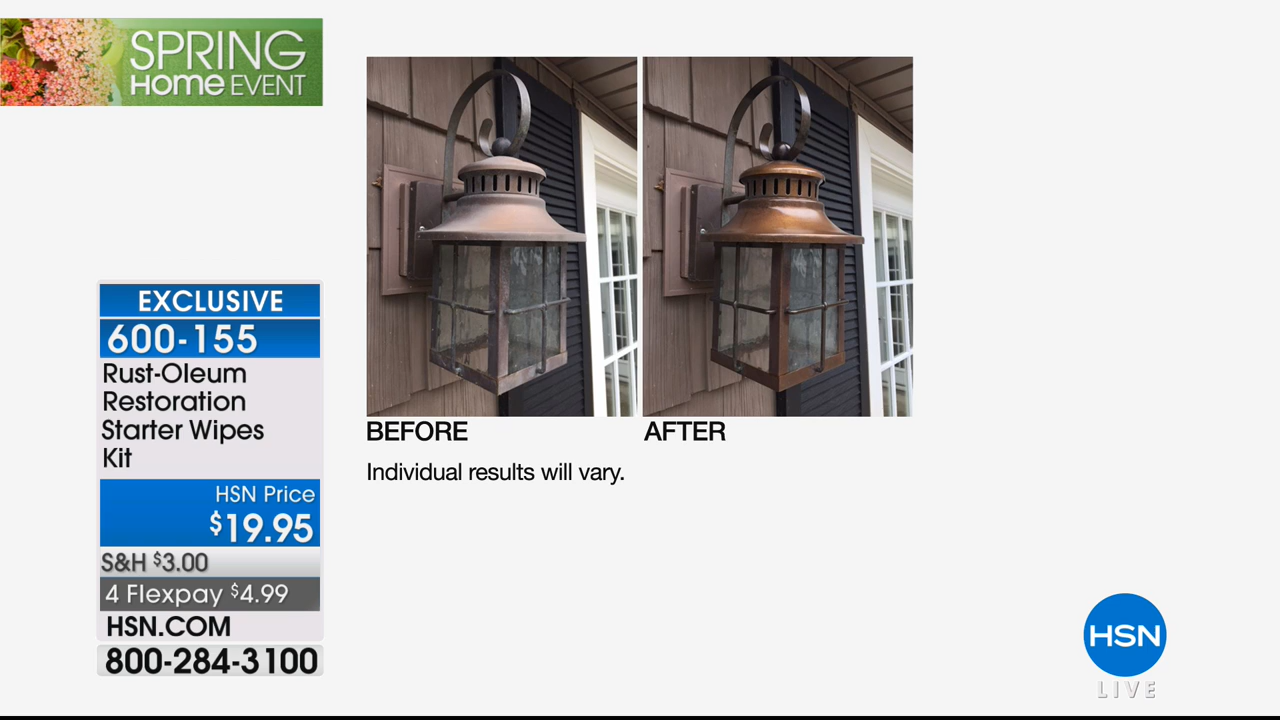 SPRING
Home EVENT
EXCLUSIVE
600-155
Rust-Oleum
Restoration
Starter Wipes
Kit
HSN Price
$19.95
S&H $3.00
4 Flexpay $4.99
HSN.COM
800-284-3100
BEFORE
AFTER
Individual results will vary.
HSN
LIVE